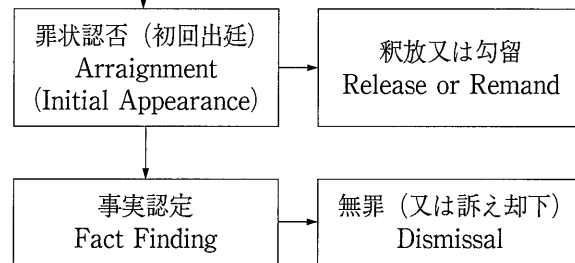 罪状認否（初回出廷）
Arraignment
(Initial Appearance)
釈放又は勾留
Release or Remand
事実認定
Fact Finding
無罪（又は訴え却下）
Dismissal